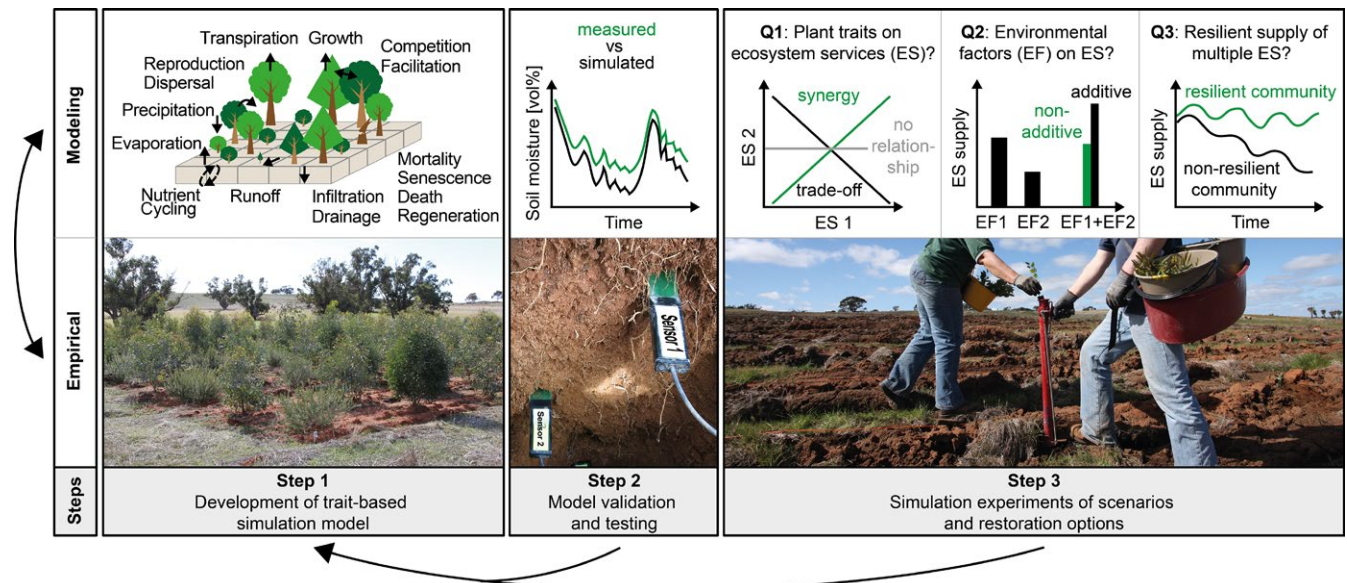 Modeling
Transpiration
Growth
Competition
Facilitation
Reproduction
Dispersal
Precipitation
Evaporation
Nutrient
Cycling
Runoff
Infiltration
Drainage
Mortality
Senescence
Death
Regeneration
measured
vs
simulated
Soil moisture [vol%]
Time
Q1: Plant traits on
ecosystem services (ES)?
synergy
no
relation-
ship
trade-off
ES 2
ES 1
Q2: Environmental
factors (EF) on ES?
additive
non-
additive
ES supply
EF1 EF2 EF1+EF2
Q3: Resilient supply of
multiple ES?
resilient community
non-resilient
community
ES supply
Time
Empirical
Sensor 1
Sensor 2
Steps
Step 1
Development of trait-based
simulation model
Step 2
Model validation
and testing
Step 3
Simulation experiments of scenarios
and restoration options